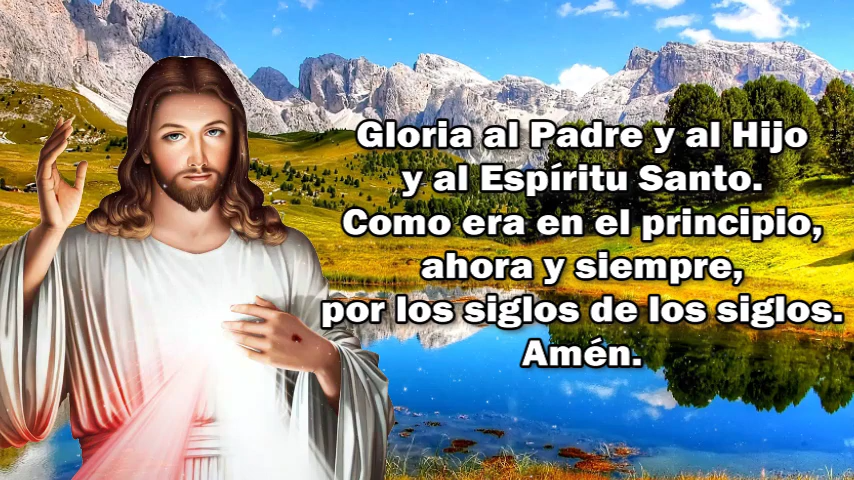 Gloria al Padre y al Hijo
y al Espíritu Santo.
Como era en el principio,
ahora y siempre,
por los siglos de los siglos.
Amén.